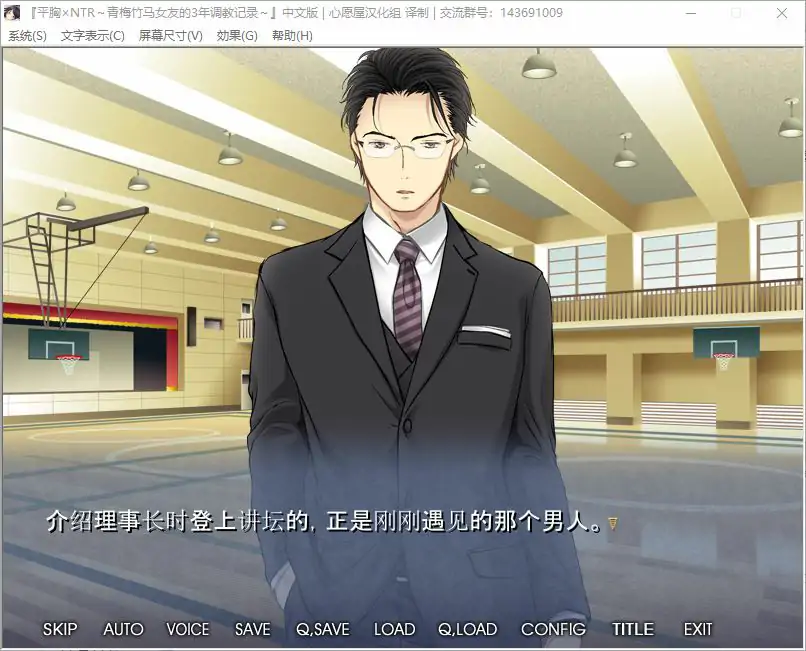 『平胸×NTR～青梅竹马女友的3年调教记录～』中文版 | 心愿屋汉化组 译制 | 交流群号：143691009
系统(S) 文字表示(C) 屏幕尺寸(V) 效果(G) 帮助(H)
介绍理事长时登上讲坛的，正是刚刚遇见的那个男人。
SKIP AUTO VOICE SAVE Q,SAVE LOAD Q,LOAD CONFIG TITLE EXIT